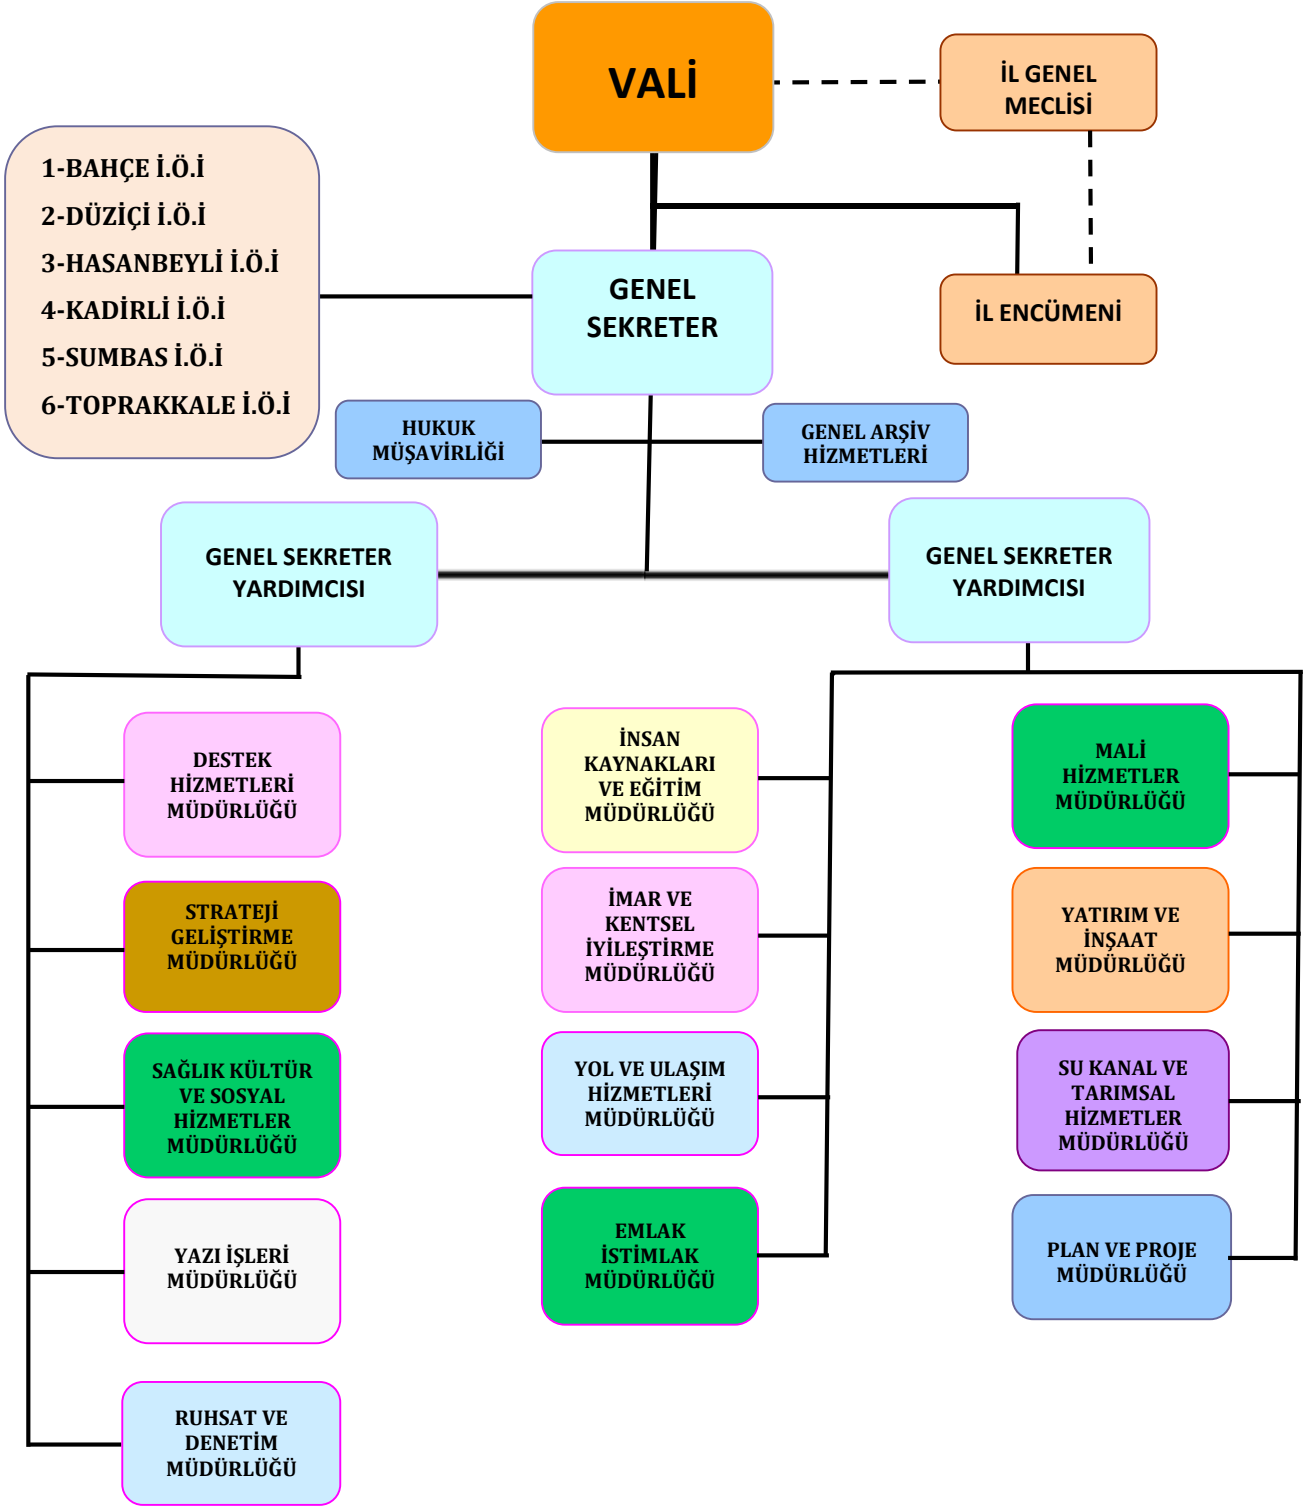 VALİ
İL GENEL
MECLİSİ
1-BAHÇE İ.Ö.İ
2-DÜZİÇİ İ.Ö.İ
3-HASANBEYLİ İ.Ö.İ
4-KADİRLİ İ.Ö.İ
5-SUMBAS İ.Ö.İ
6-TOPRAKKALE İ.Ö.İ
GENEL
SEKRETER
İL ENCÜMENİ
HUKUK
MÜŞAVİRLİĞİ
GENEL ARŞİV
HİZMETLERİ
GENEL SEKRETER
YARDIMCISI
GENEL SEKRETER
YARDIMCISI
DESTEK
HİZMETLERİ
MÜDÜRLÜĞÜ
STRATEJİ
GELİŞTİRME
MÜDÜRLÜĞÜ
SAĞLIK KÜLTÜR
VE SOSYAL
HİZMETLER
MÜDÜRLÜĞÜ
YAZI İŞLERİ
MÜDÜRLÜĞÜ
RUHSAT VE
DENETİM
MÜDÜRLÜĞÜ
İNSAN
KAYNAKLARI
VE EĞİTİM
MÜDÜRLÜĞÜ
İMAR VE
KENTSEL
İYİLEŞTİRME
MÜDÜRLÜĞÜ
YOL VE ULAŞIM
HİZMETLERİ
MÜDÜRLÜĞÜ
EMLAK
İSTİMLAK
MÜDÜRLÜĞÜ
MALİ
HİZMETLER
MÜDÜRLÜĞÜ
YATIRIM VE
İNŞAAT
MÜDÜRLÜĞÜ
SU KANAL VE
TARIMSAL
HİZMETLER
MÜDÜRLÜĞÜ
PLAN VE PROJE
MÜDÜRLÜĞÜ